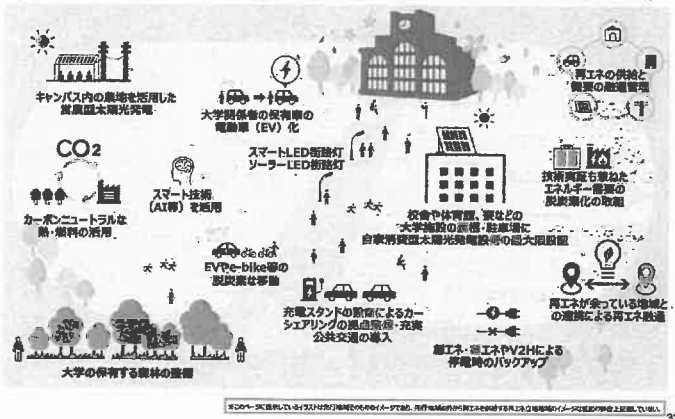 キャンパス内の農地を活用した
営農型太陽光発電
大学関係者の保有車の
電動車(EV)化
再エネの供給と
需要の融通管理
スマートLED街路灯
ソーラーLED街路灯
CO2
カーボンニュートラルな
熱・燃料の活用
スマート技術
(AI等)を活用
技術実証も兼ねた
エネルギー需要の
脱炭素化の取組
校舎や体育館、寮などの
大学施設の屋根・駐車場に
自家消費型太陽光発電設備の最大限設置
EVやe-bike等の
脱炭素な移動
充電スタンドの設備によるカー
シェアリングの拠点整備・充実
公共交通の導入
再エネが余っている地域と
の連携による再エネ融通
創エネ・蓄エネやV2Hによる
停電時のバックアップ
大学の保有する森林の整備